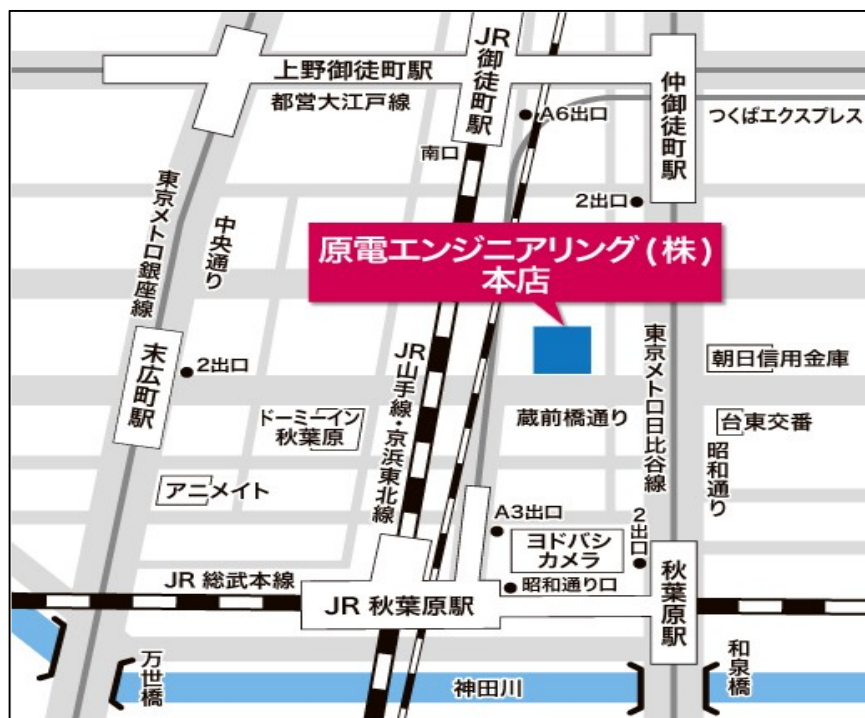 JR
御徒町駅
上野御徒町駅
都営大江戸線
A6出口
仲御徒町駅
つくばエクスプレス
南口
2出口
東京メトロ銀座線
中央通り
原電エンジニアリング(株)
本店
末広町駅
2出口
JR
山手線・京浜東北線
東京メトロ日比谷線
朝日信用金庫
ドーミーイン
秋葉原
蔵前橋通り
台東交番
昭和通り
アニメイト
A3出口
ヨドバシ
カメラ
2出口
JR 総武本線
JR 秋葉原駅
昭和通り口
秋葉原駅
万世橋
神田川
和泉橋